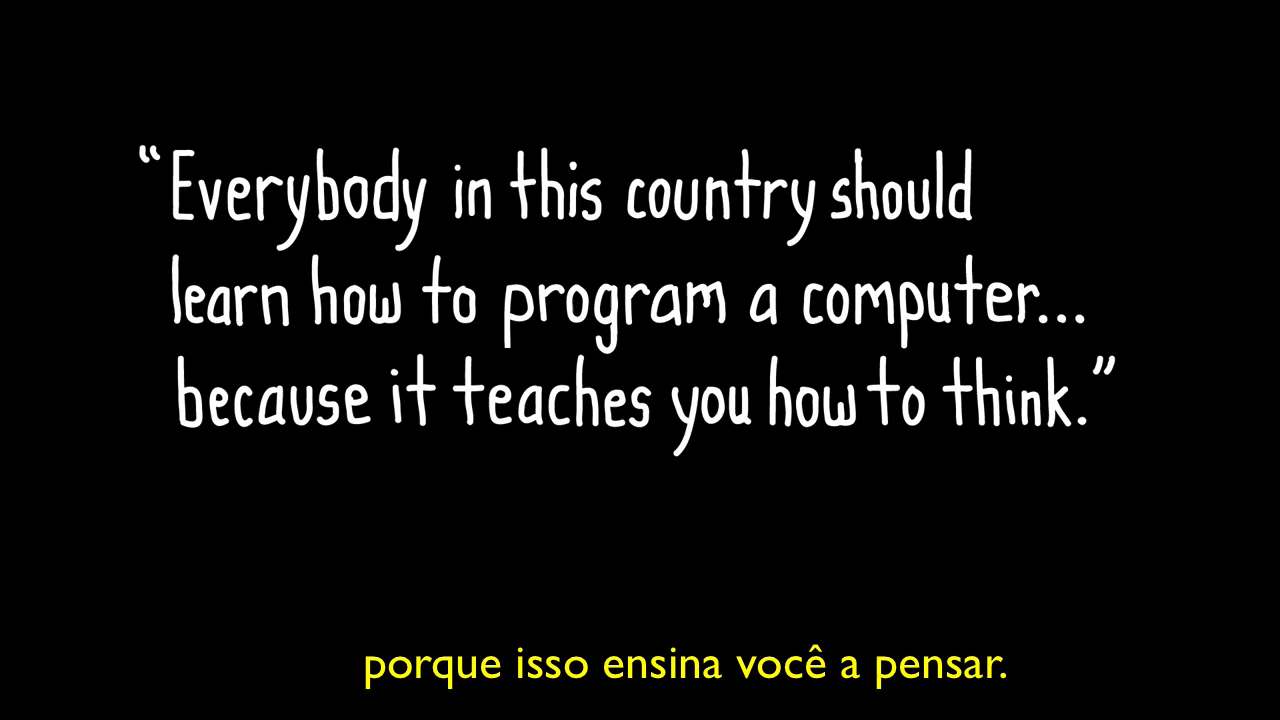 “Everybody in this country should
learn how to program a computer...
because it teaches you how to think.”
porque isso ensina você a pensar.